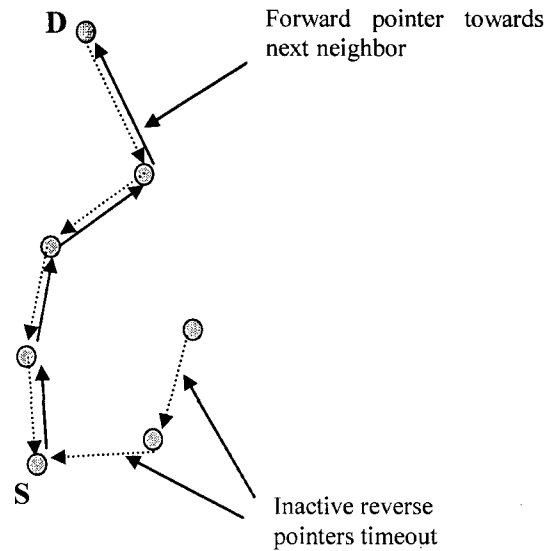 D
Forward pointer towards
next neighbor
S
Inactive reverse
pointers timeout